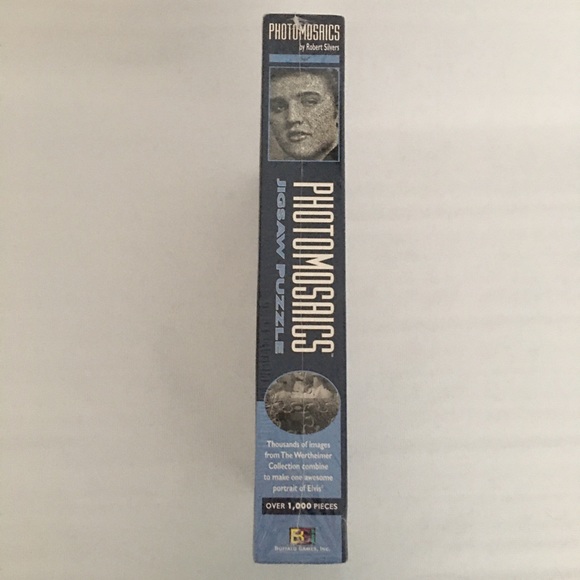 PHOTOMOSAICS
by Robert Silvers
PHOTOMOSAICS™
JIGSAW PUZZLE
Thousands of images
from The Wertheimer
Collection combine
to make one awesome
portrait of Elvis
OVER 1,000 PIECES
Buffalo Games, Inc.